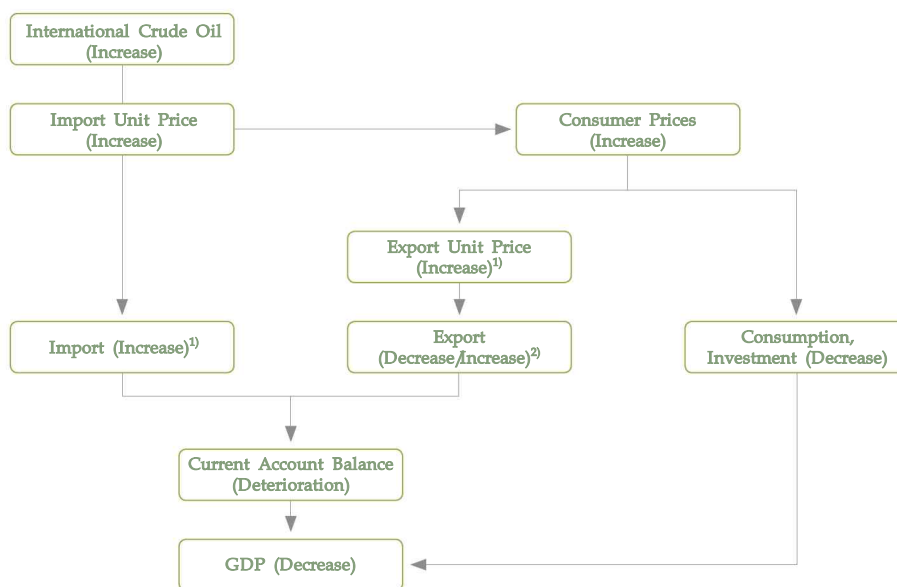 International Crude Oil
(Increase)
Import Unit Price
(Increase)
Consumer Prices
(Increase)
Export Unit Price
(Increase)1)
Import (Increase)1)
Export
(Decrease/Increase)2)
Consumption,
Investment (Decrease)
Current Account Balance
(Deterioration)
GDP (Decrease)